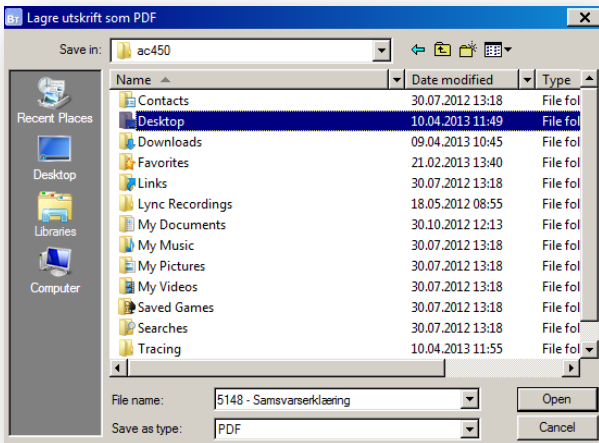 BT Lagre utskrift som PDF
Save in: ac450
Name Date modified Type
Contacts 30.07.2012 13:18 File fol
Desktop 10.04.2013 11:49 File fol
Downloads 09.04.2013 10:45 File fol
Favorites 21.02.2013 13:40 File fol
Links 30.07.2012 13:18 File fol
Lync Recordings 18.05.2012 08:55 File fol
My Documents 30.10.2012 12:13 File fol
My Music 30.07.2012 13:18 File fol
My Pictures 30.07.2012 13:18 File fol
My Videos 30.07.2012 13:18 File fol
Saved Games 30.07.2012 13:18 File fol
Searches 30.07.2012 13:18 File fol
Tracing 10.04.2013 11:55 File fol
Recent Places
Desktop
Libraries
Computer
File name: 5148 - Samsvarserklæring Open
Save as type: PDF Cancel